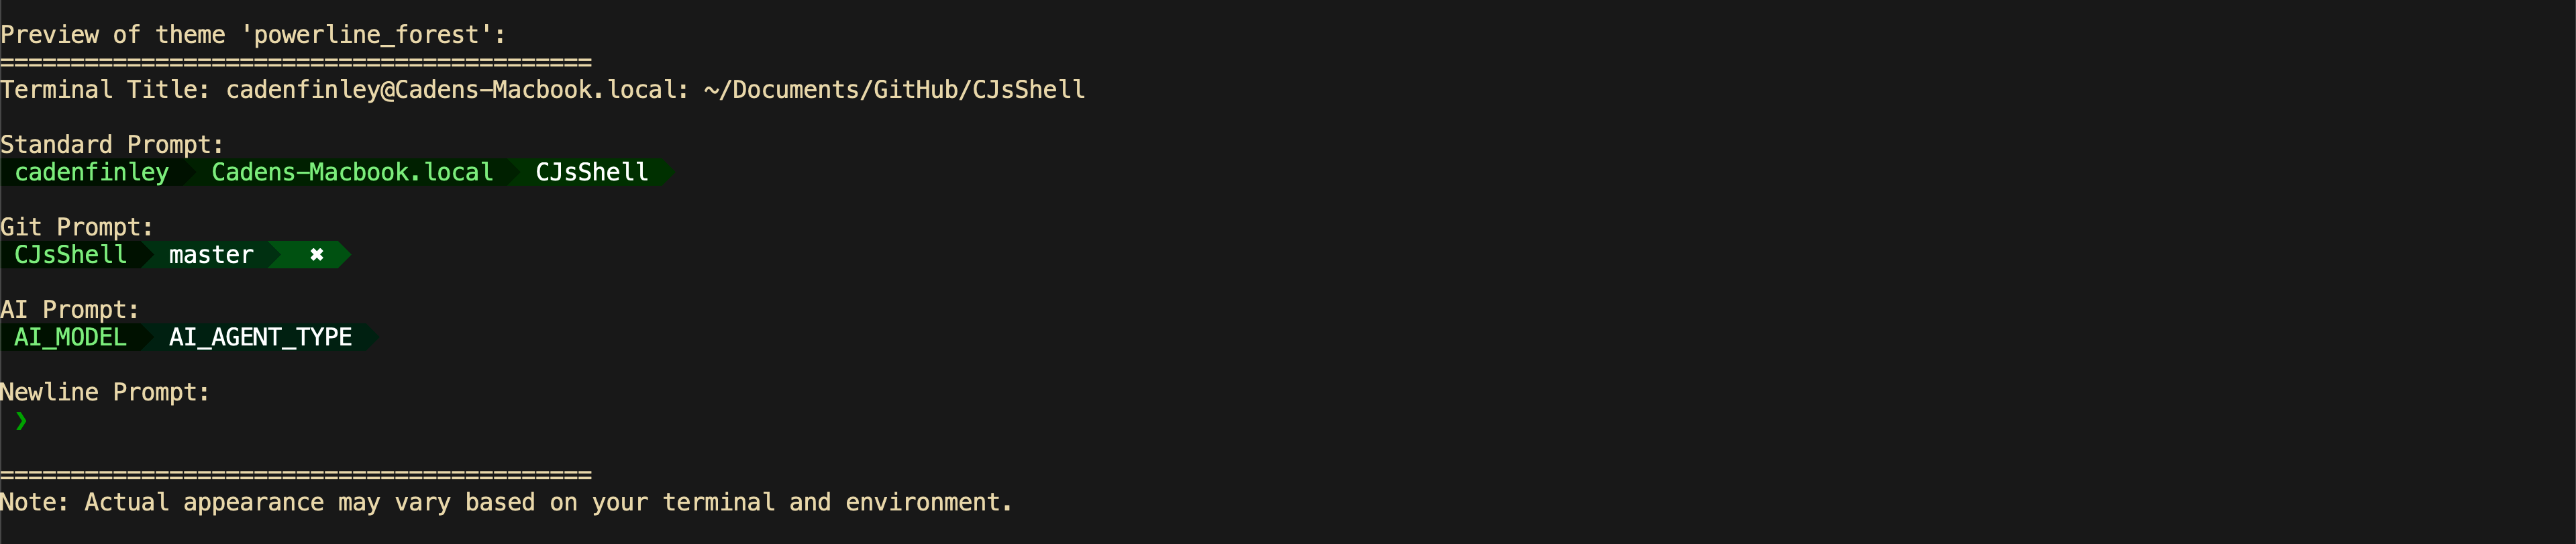 Preview of theme 'powerline_forest':
==========================================
Terminal Title: cadenfinley@Cadens-Macbook.local: ~/Documents/GitHub/CJsShell
Standard Prompt:
cadenfinley Cadens-Macbook.local CJsShell
Git Prompt:
CJsShell master ✖
AI Prompt:
AI_MODEL AI_AGENT_TYPE
Newline Prompt:
❯
==========================================
Note: Actual appearance may vary based on your terminal and environment.